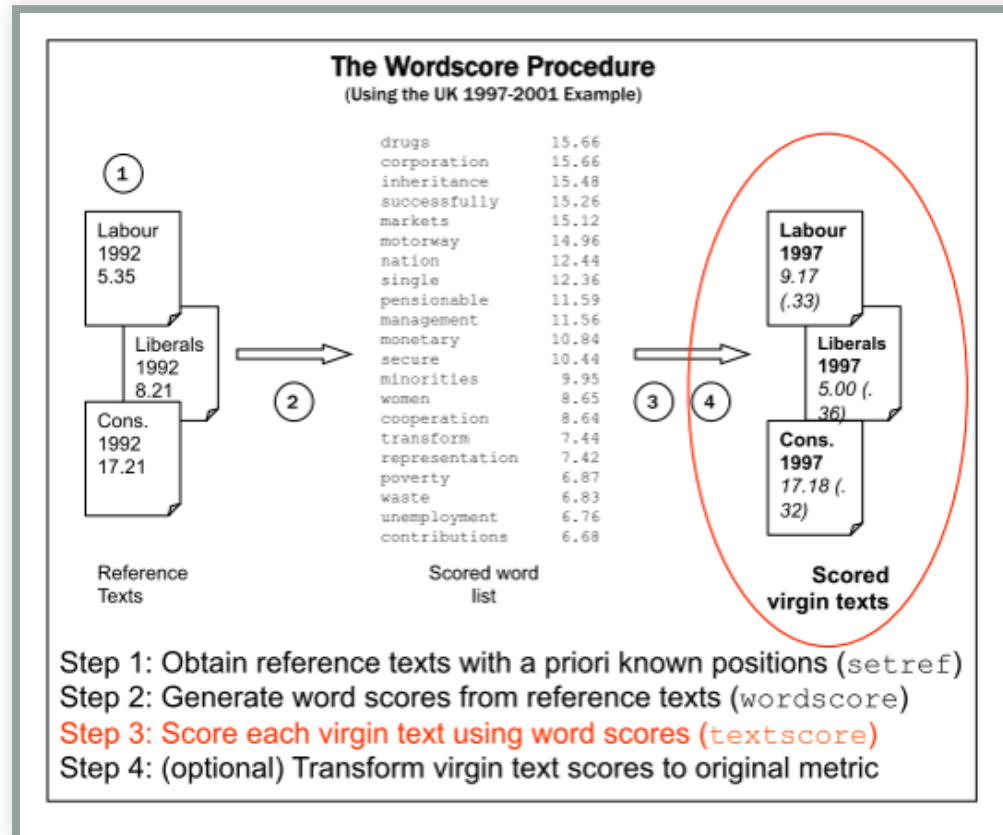 The Wordscore Procedure
(Using the UK 1997-2001 Example)
1
Labour
1992
5.35
Liberals
1992
8.21
Cons.
1992
17.21
Reference
Texts
2
drugs 15.66
corporation 15.66
inheritance 15.48
successfully 15.26
markets 15.12
motorway 14.96
nation 12.44
single 12.36
pensionable 11.59
management 11.56
monetary 10.84
secure 10.44
minorities 9.95
women 8.65
cooperation 8.64
transform 7.44
representation 7.42
poverty 6.87
waste 6.83
unemployment 6.76
contributions 6.68
Scored word
list
3 4
Labour
1997
9.17
(.33)
Liberals
1997
5.00 (.
36)
Cons.
1997
17.18 (.
32)
Scored
virgin texts
Step 1: Obtain reference texts with a priori known positions (setref)
Step 2: Generate word scores from reference texts (wordscore)
Step 3: Score each virgin text using word scores (textscore)
Step 4: (optional) Transform virgin text scores to original metric